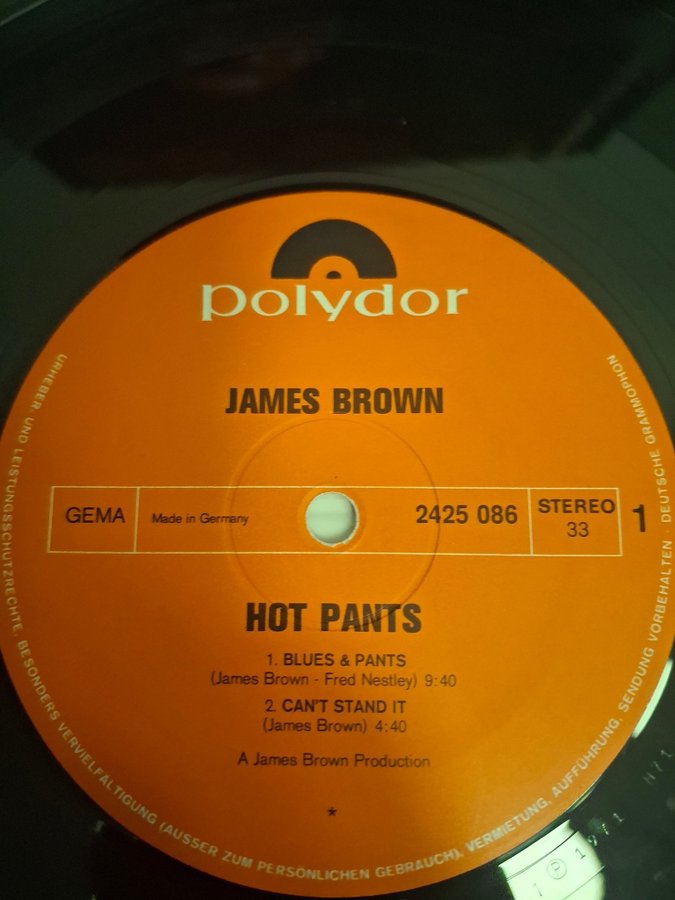 polydor
JAMES BROWN
GEMA
Made in Germany
2425 086
STEREO
33
1
HOT PANTS
1. BLUES & PANTS
(James Brown - Fred Nestley) 9:40
2. CAN'T STAND IT
(James Brown) 4:40
A James Brown Production
*
URHEBER- UND LEISTUNGSSCHUTZRECHTE, BESONDERS VERVIELFÄLTIGUNG (AUSSER ZUM PERSÖNLICHEN GEBRAUCH), VERMIETUNG, AUFFÜHRUNG, SENDUNG VORBEHALTEN · DEUTSCHE GRAMMOPHON
℗ 1971